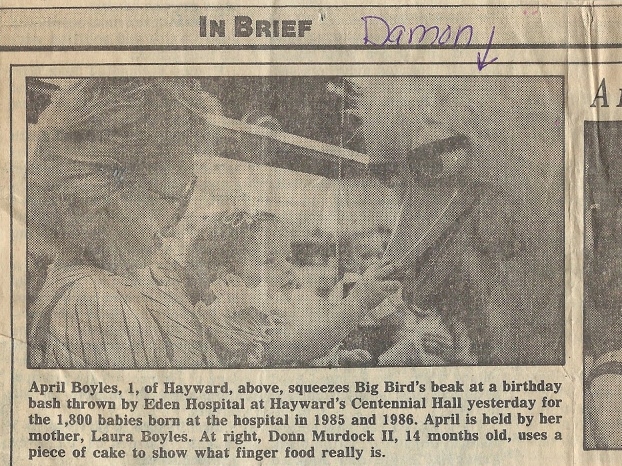 IN BRIEF
Damon
April Boyles, 1, of Hayward, above, squeezes Big Bird's beak at a birthday
bash thrown by Eden Hospital at Hayward's Centennial Hall yesterday for
the 1,800 babies born at the hospital in 1985 and 1986. April is held by her
mother, Laura Boyles. At right, Donn Murdock II, 14 months old, uses a
piece of cake to show what finger food really is.